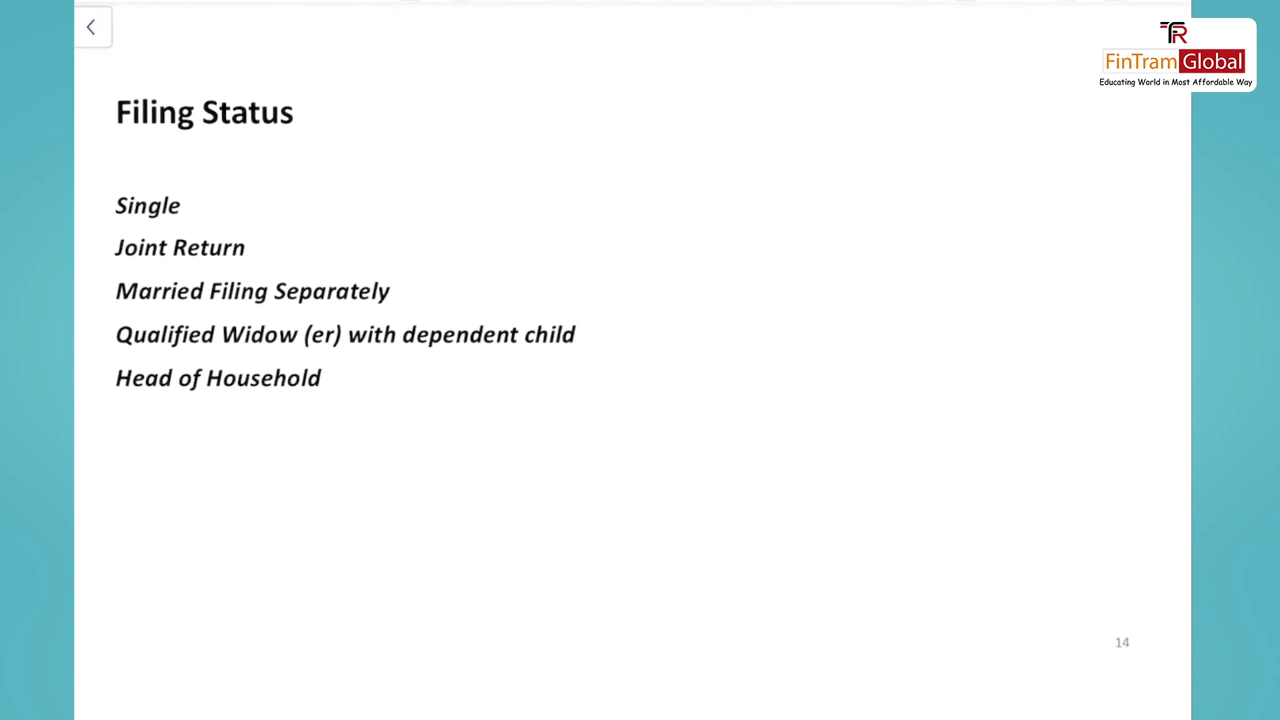 TR
FinTram Global
Educating World in Most Affordable Way
Filing Status
Single
Joint Return
Married Filing Separately
Qualified Widow (er) with dependent child
Head of Household
14